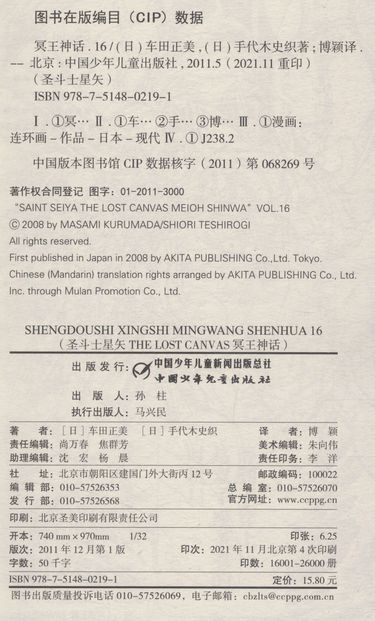 图书在版编目（CIP）数据
冥王神话．16/（日）车田正美，（日）手代木史织著；博颖译．
—— 北京：中国少年儿童出版社，2011.5（2021.11 重印）
（圣斗士星矢）
ISBN 978-7-5148-0219-1
Ⅰ．①冥… Ⅱ．①车… ②手… ③博… Ⅲ．①漫画：
连环画－作品－日本－现代 Ⅳ．① J238.2
中国版本图书馆 CIP 数据核字（2011）第 068269 号
著作权合同登记 图字：01-2011-3000
"SAINT SEIYA THE LOST CANVAS MEIOH SHINWA" VOL.16
© 2008 by MASAMI KURUMADA/SHIORI TESHIROGI
All rights reserved.
First published in Japan in 2008 by AKITA PUBLISHING Co.,Ltd. Tokyo.
Chinese (Mandarin) translation rights arranged by AKITA PUBLISHING Co., Ltd.
Inc. through Mulan Promotion Co., Ltd.
SHENGDOUSHI XINGSHI MINGWANG SHENHUA 16
（圣斗士星矢 THE LOST CANVAS 冥王神话）
出版发行：中国少年儿童新闻出版总社
中国少年儿童出版社
出 版 人：孙 柱
执行出版人：马兴民
著 者：［日］车田正美 ［日］手代木史织 译 者：博 颖
责任编辑：尚万春 焦群芳 美术编辑：朱向伟
助理编辑：沈 宏 杨 晨 责任印务：李 洋
社 址：北京市朝阳区建国门外大街丙 12 号 邮政编码：100022
编 辑 部：010-57526353 总 编 室：010-57526070
发 行 部：010-57526568 官方网址：www.ccppg.cn
印刷：北京圣美印刷有限责任公司
开本：740 mm × 970mm 1/32 印张：6.25
版次：2011 年 12 月第 1 版 印次：2021 年 11 月北京第 4 次印刷
字数：50 千字 印数：16001-26000 册
ISBN 978-7-5148-0219-1 定价：15.80 元
图书出版质量投诉电话 010-57526069，电子邮箱：cbzlts@ccppg.com.cn